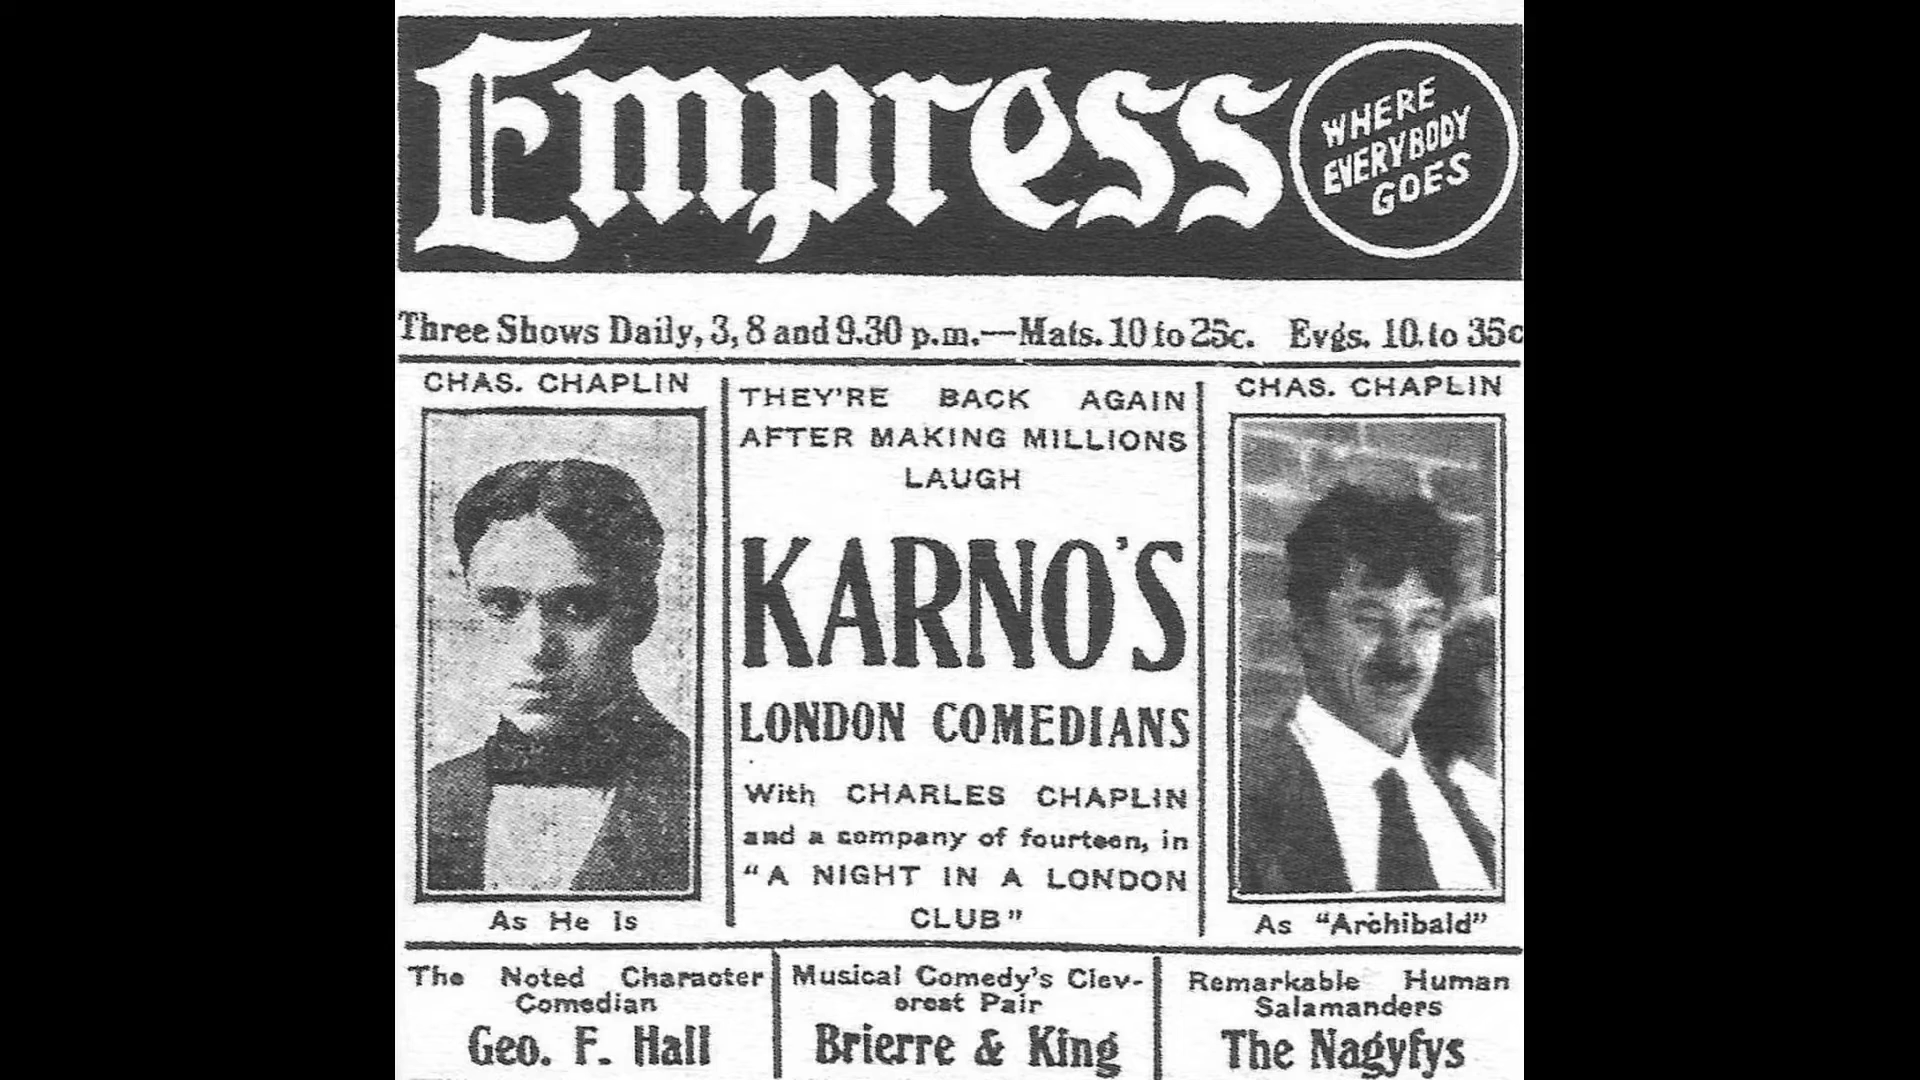 Empress
WHERE
EVERYBODY
GOES
Three Shows Daily, 3, 8 and 9.30 p.m.—Mats. 10 to 25c. Evgs. 10 to 35c
CHAS. CHAPLIN
As He Is
THEY'RE BACK AGAIN
AFTER MAKING MILLIONS
LAUGH
KARNO'S
LONDON COMEDIANS
With CHARLES CHAPLIN
and a company of fourteen, in
"A NIGHT IN A LONDON
CLUB"
CHAS. CHAPLIN
As "Archibald"
The Noted Character
Comedian
Geo. F. Hall
Musical Comedy's Clev-
erest Pair
Brierre & King
Remarkable Human
Salamanders
The Nagyfys